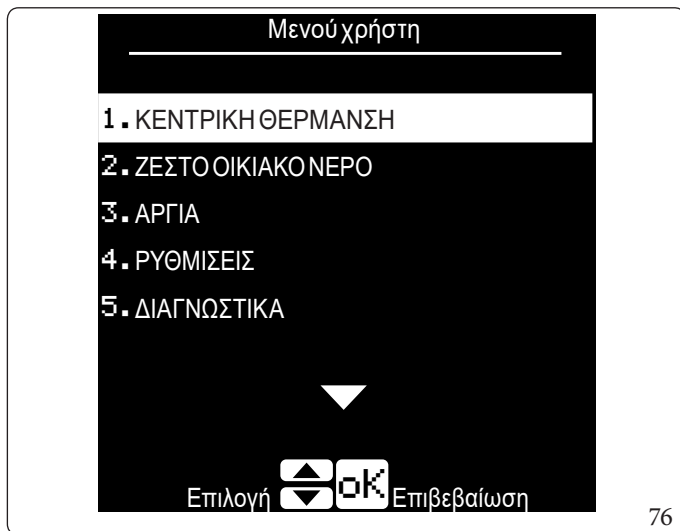 Μενού χρήστη
1. ΚΕΝΤΡΙΚΗ ΘΕΡΜΑΝΣΗ
2. ΖΕΣΤΟ ΟΙΚΙΑΚΟ ΝΕΡΟ
3. ΑΡΓΙΑ
4. ΡΥΘΜΙΣΕΙΣ
5. ΔΙΑΓΝΩΣΤΙΚΑ
Επιλογή oK Επιβεβαίωση
76